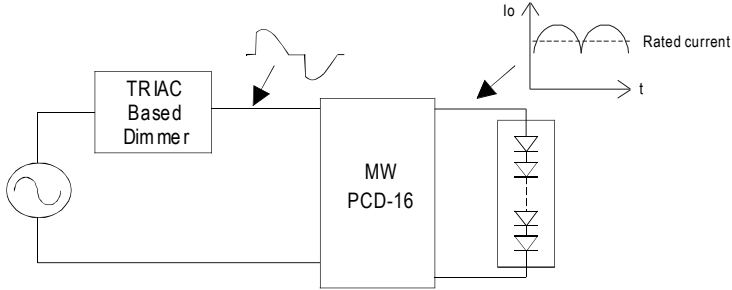 Io
Rated current
t
TRIAC
Based
Dimmer
MW
PCD-16